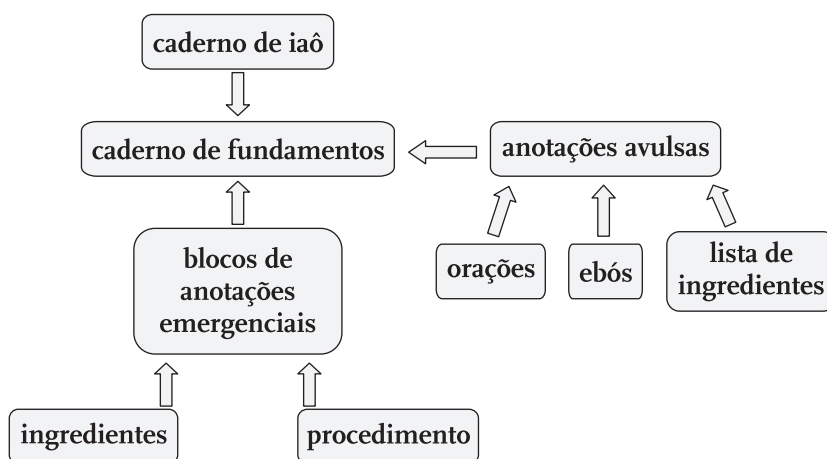 caderno de iaô
caderno de fundamentos
anotações avulsas
blocos de
anotações
emergenciais
orações
ebós
lista de
ingredientes
ingredientes
procedimento